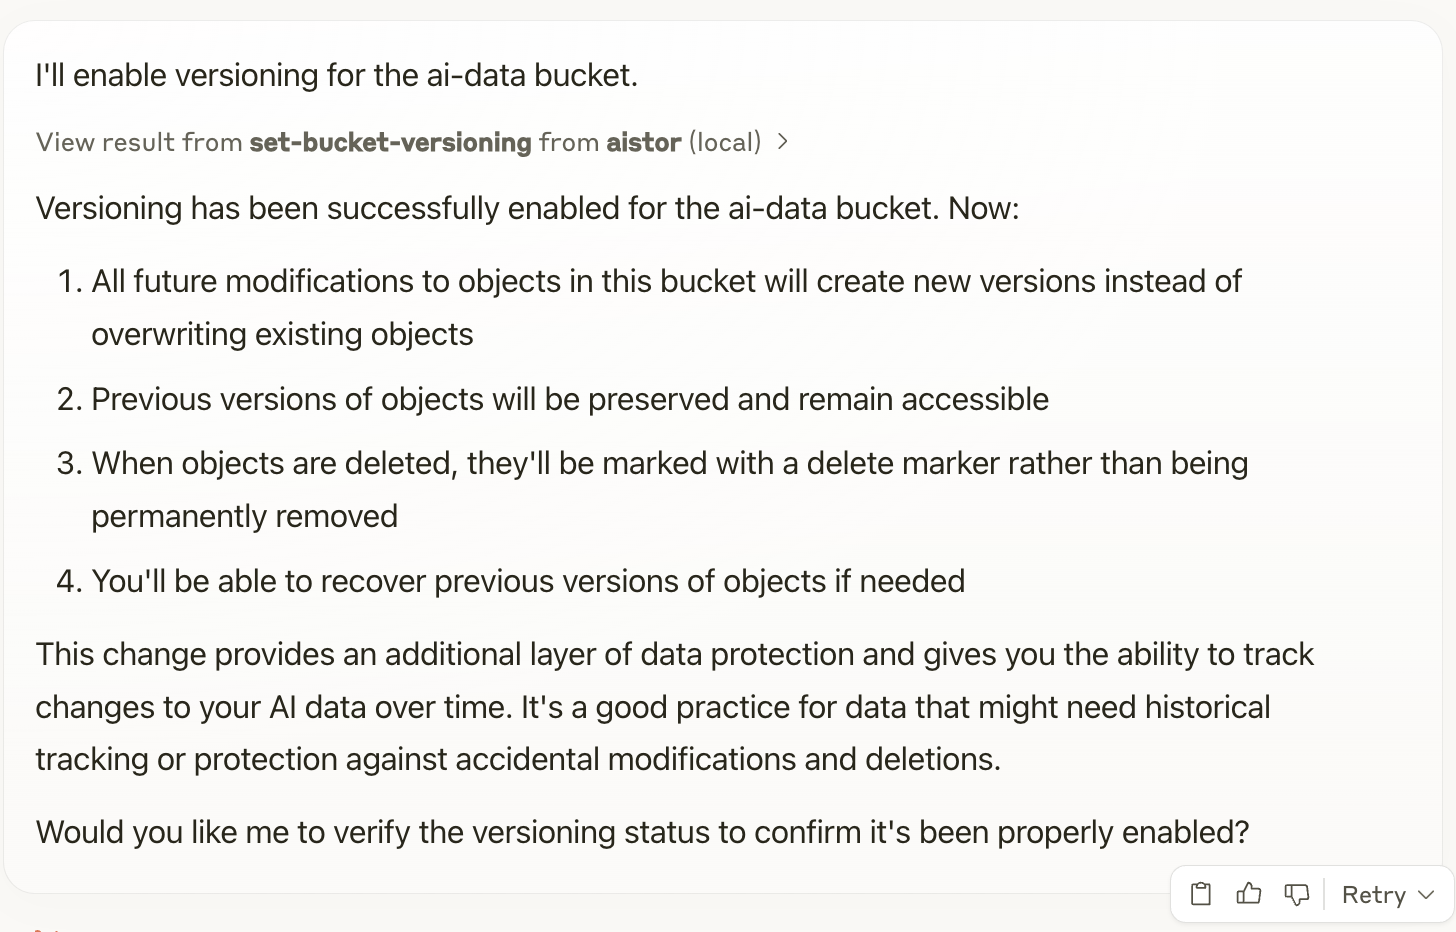 I'll enable versioning for the ai-data bucket.
View result from set-bucket-versioning from aistor (local)
Versioning has been successfully enabled for the ai-data bucket. Now:
1. All future modifications to objects in this bucket will create new versions instead of
overwriting existing objects
2. Previous versions of objects will be preserved and remain accessible
3. When objects are deleted, they'll be marked with a delete marker rather than being
permanently removed
4. You'll be able to recover previous versions of objects if needed
This change provides an additional layer of data protection and gives you the ability to track
changes to your AI data over time. It's a good practice for data that might need historical
tracking or protection against accidental modifications and deletions.
Would you like me to verify the versioning status to confirm it's been properly enabled?
Retry